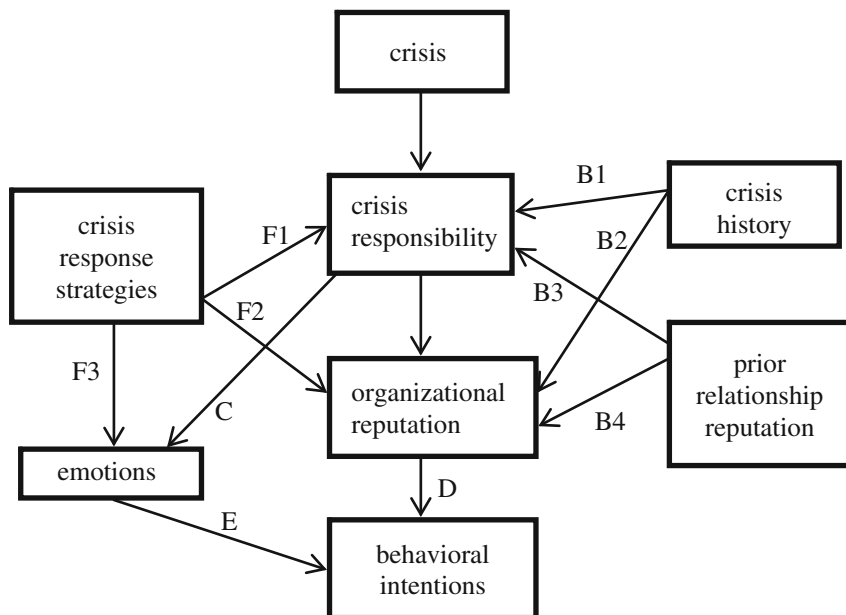 crisis
B1
crisis
history
crisis
responsibility
crisis
response
strategies
F1
B2
F2
B3
F3
C
organizational
reputation
prior
relationship
reputation
B4
emotions
D
E
behavioral
intentions